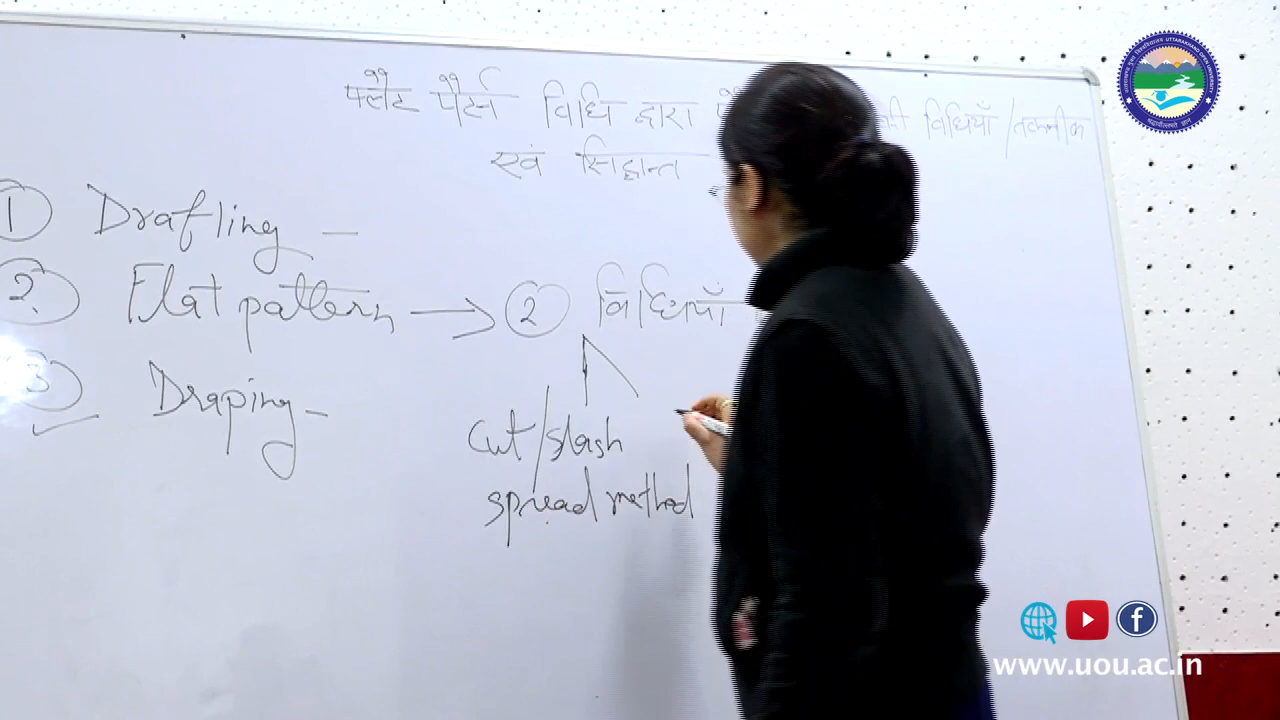 फ्लैट पैटर्न विधि द्वारा की विधियाँ / तकनीक
एवं सिद्धान्त
① Drafting -
② Flat pattern → ② विधियाँ
③ Draping -
cut/slash
spread method
www.uou.ac.in